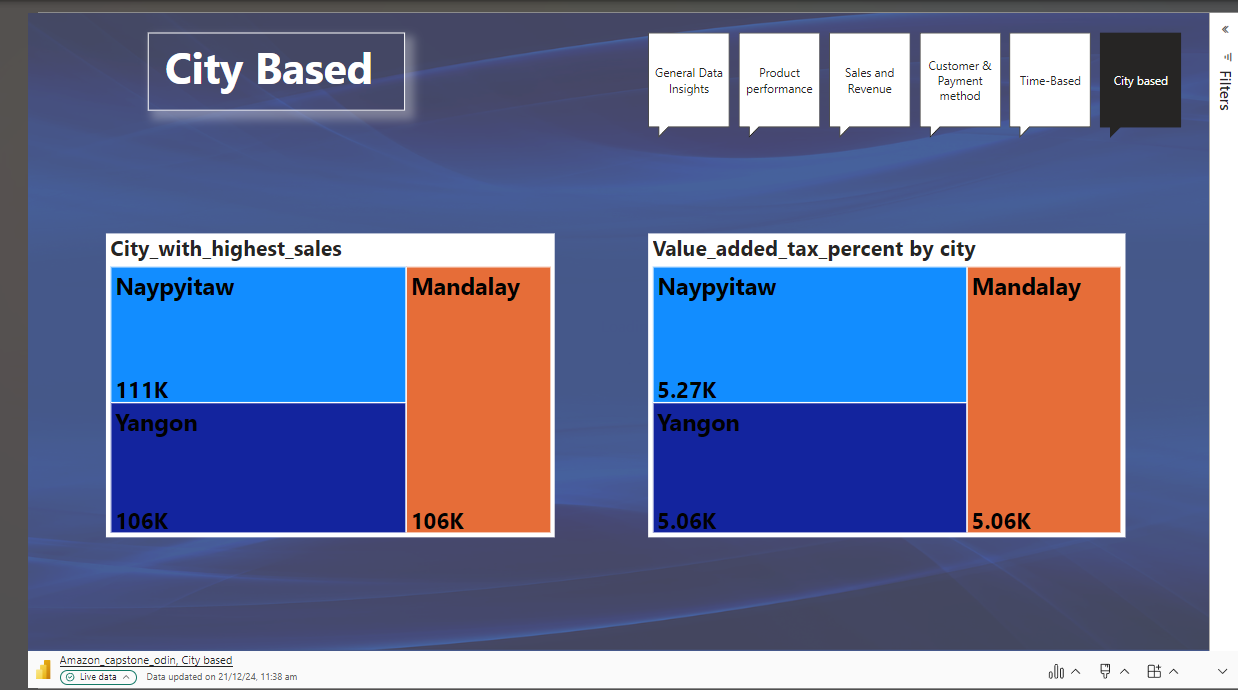 City Based
General Data
Insights
Product
performance
Sales and
Revenue
Customer &
Payment
method
Time-Based
City based
Filters
City_with_highest_sales
Naypyitaw
111K
Yangon
106K
Mandalay
106K
Value_added_tax_percent by city
Naypyitaw
5.27K
Yangon
5.06K
Mandalay
5.06K
Amazon_capstone_odin, City based
Live data
Data updated on 21/12/24, 11:38 am